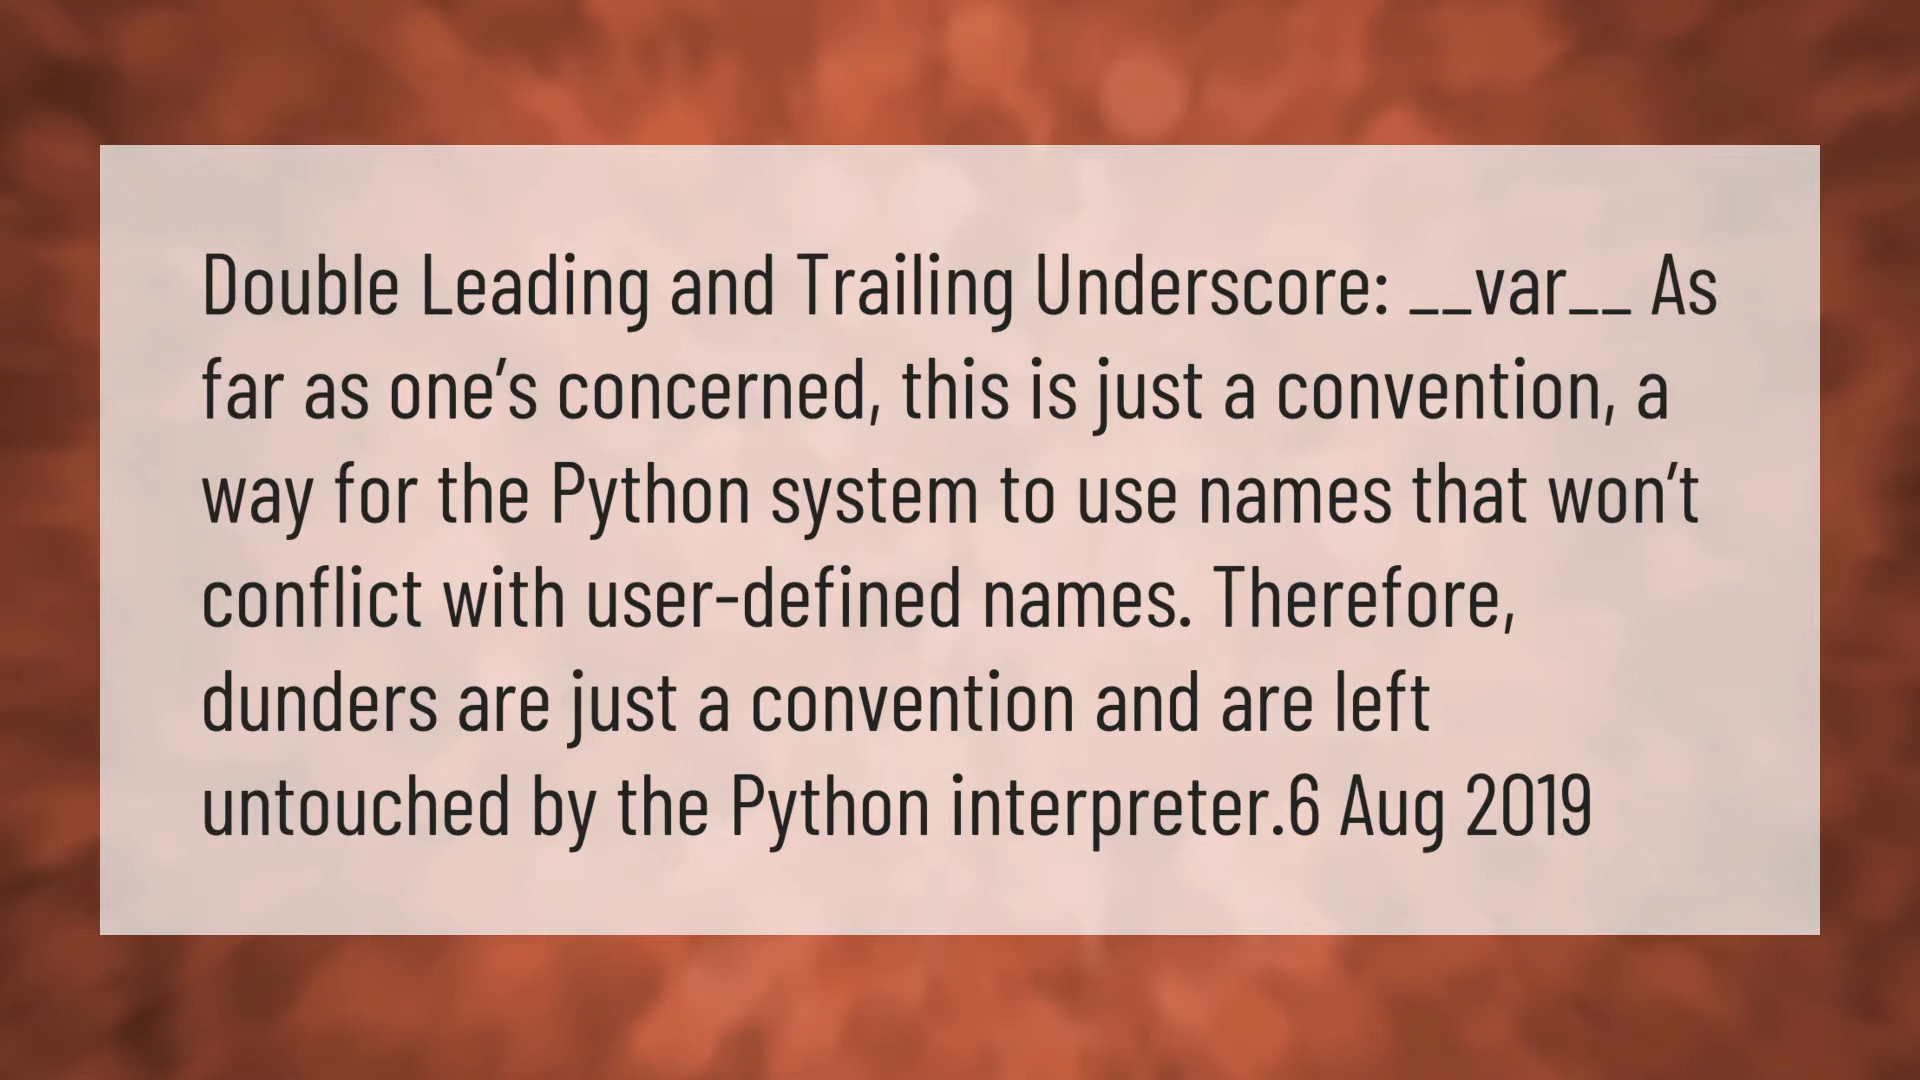 Double Leading and Trailing Underscore: __var__ As
far as one’s concerned, this is just a convention, a
way for the Python system to use names that won’t
conflict with user-defined names. Therefore,
dunders are just a convention and are left
untouched by the Python interpreter.6 Aug 2019